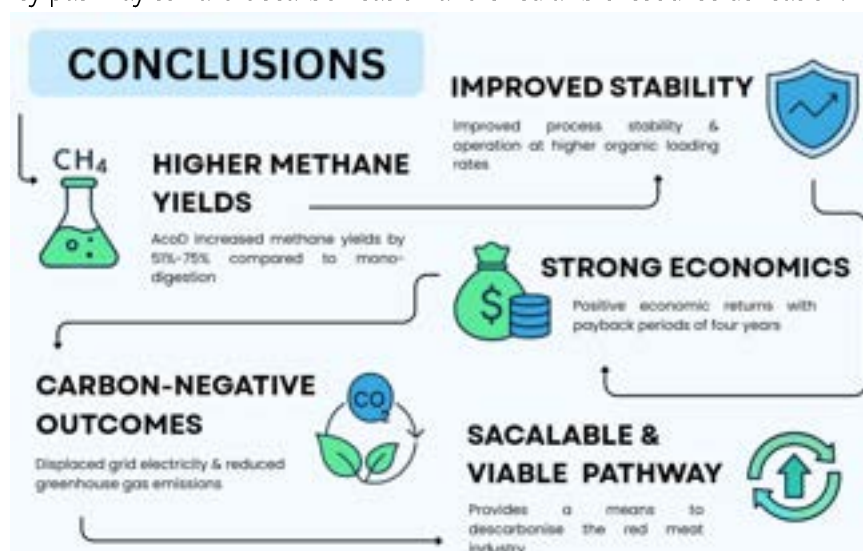 CONCLUSIONS
CH4
HIGHER METHANE
YIELDS
AcoD increased methane yields by
51%-75% compared to mono-
digestion
IMPROVED STABILITY
Improved process stability &
operation at higher organic loading
rates
STRONG ECONOMICS
$
Positive economic returns with
payback periods of four years
CARBON-NEGATIVE
OUTCOMES
CO2
Displaced grid electricity & reduced
greenhouse gas emissions
SACALABLE &
VIABLE PATHWAY
Provides a means to
descarbonise the red meat
industry